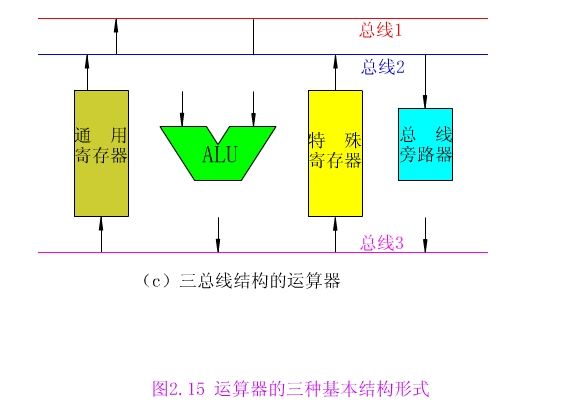 总线1
总线2
通 用
寄存器
ALU
特 殊
寄存器
总 线
旁路器
总线3
（c）三总线结构的运算器
图2.15 运算器的三种基本结构形式